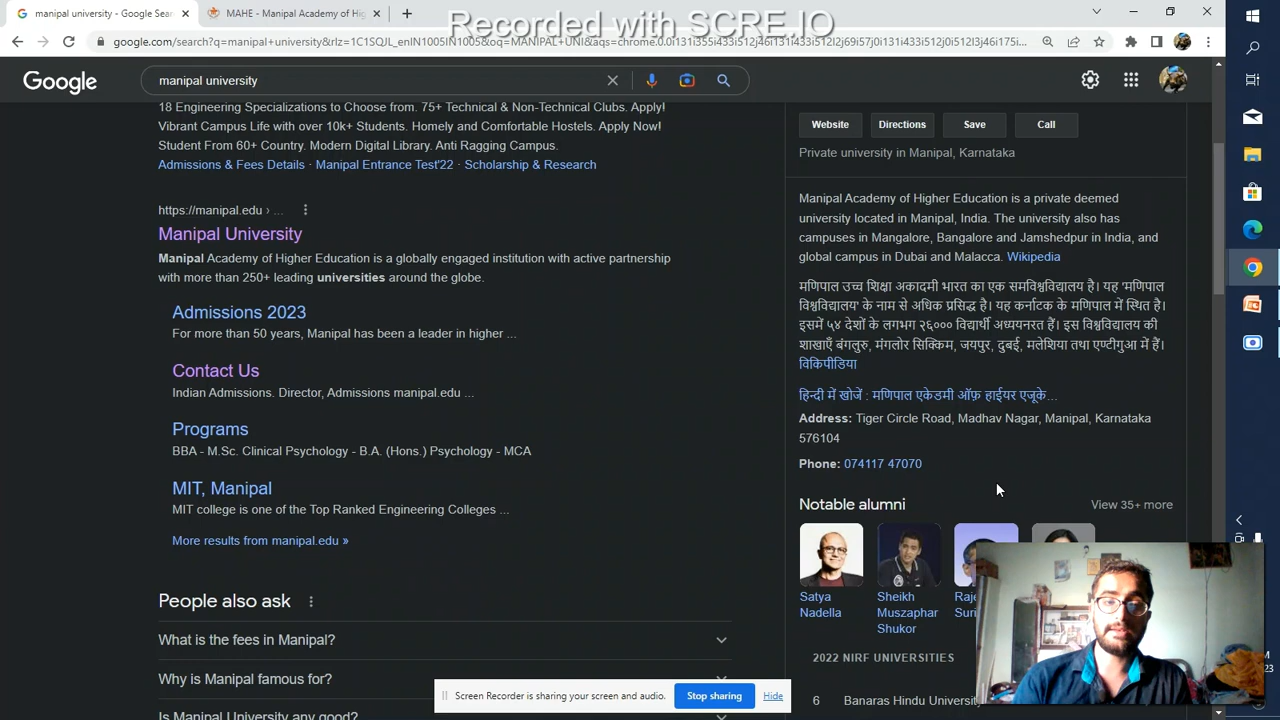 manipal university - Google Sea
MAHE - Manipal Academy of Hig
Recorded with SCRE.IO
google.com/search?q=manipal+university&rlz=1C1SQJL_enIN1005IN1005&oq=MANIPAL+UNI&aqs=chrome.0.0i131i355i433i512j46i131i433i512l2j69i57j0i131i433i512j0i512l3j46i175i...
Google
manipal university
18 Engineering Specializations to Choose from. 75+ Technical & Non-Technical Clubs. Apply!
Vibrant Campus Life with over 10k+ Students. Homely and Comfortable Hostels. Apply Now!
Student From 60+ Country. Modern Digital Library. Anti Ragging Campus.
Admissions & Fees Details · Manipal Entrance Test'22 · Scholarship & Research
https://manipal.edu › ...
Manipal University
Manipal Academy of Higher Education is a globally engaged institution with active partnership
with more than 250+ leading universities around the globe.
Admissions 2023
For more than 50 years, Manipal has been a leader in higher ...
Contact Us
Indian Admissions. Director, Admissions manipal.edu ...
Programs
BBA - M.Sc. Clinical Psychology - B.A. (Hons.) Psychology - MCA
MIT, Manipal
MIT college is one of the Top Ranked Engineering Colleges ...
More results from manipal.edu »
People also ask
What is the fees in Manipal?
Why is Manipal famous for?
Is Manipal University any good?
Website Directions Save Call
Private university in Manipal, Karnataka
Manipal Academy of Higher Education is a private deemed
university located in Manipal, India. The university also has
campuses in Mangalore, Bangalore and Jamshedpur in India, and
global campus in Dubai and Malacca. Wikipedia
मणिपाल उच्च शिक्षा अकादमी भारत का एक समविश्वविद्यालय है। यह 'मणिपाल
विश्वविद्यालय' के नाम से अधिक प्रसिद्ध है। यह कर्नाटक के मणिपाल में स्थित है।
इसमें ५४ देशों के लगभग २६००० विद्यार्थी अध्ययनरत हैं। इस विश्वविद्यालय की
शाखाएँ बंगलुरु, मंगलोर सिक्किम, जयपुर, दुबई, मलेशिया तथा एण्टीगुआ में हैं।
विकिपीडिया
हिन्दी में खोजें : मणिपाल एकेडमी ऑफ़ हाईयर एजूके...
Address: Tiger Circle Road, Madhav Nagar, Manipal, Karnataka
576104
Phone: 074117 47070
Notable alumni
View 35+ more
Satya
Nadella
Sheikh
Muszaphar
Shukor
Raje
Suri
2022 NIRF UNIVERSITIES
6 Banaras Hindu University
Screen Recorder is sharing your screen and audio.
Stop sharing
Hide